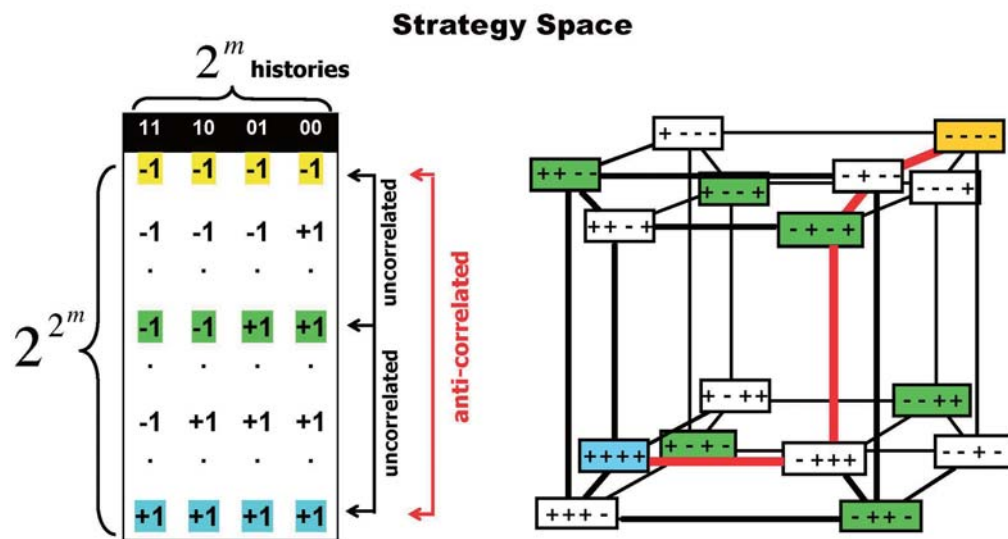 Strategy Space
2^m histories
11 10 01 00
-1 -1 -1 -1
-1 -1 -1 +1
. . . .
-1 -1 +1 +1
. . . .
-1 +1 +1 +1
. . . .
+1 +1 +1 +1
2^2^m
uncorrelated
uncorrelated
anti-correlated
+ - - -
- - - -
+ + - -
+ - - +
- + - -
- - - +
+ + - +
- + - +
+ - + +
- - + +
+ + + +
+ - + -
- + + +
- - + -
+ + + -
- + + -